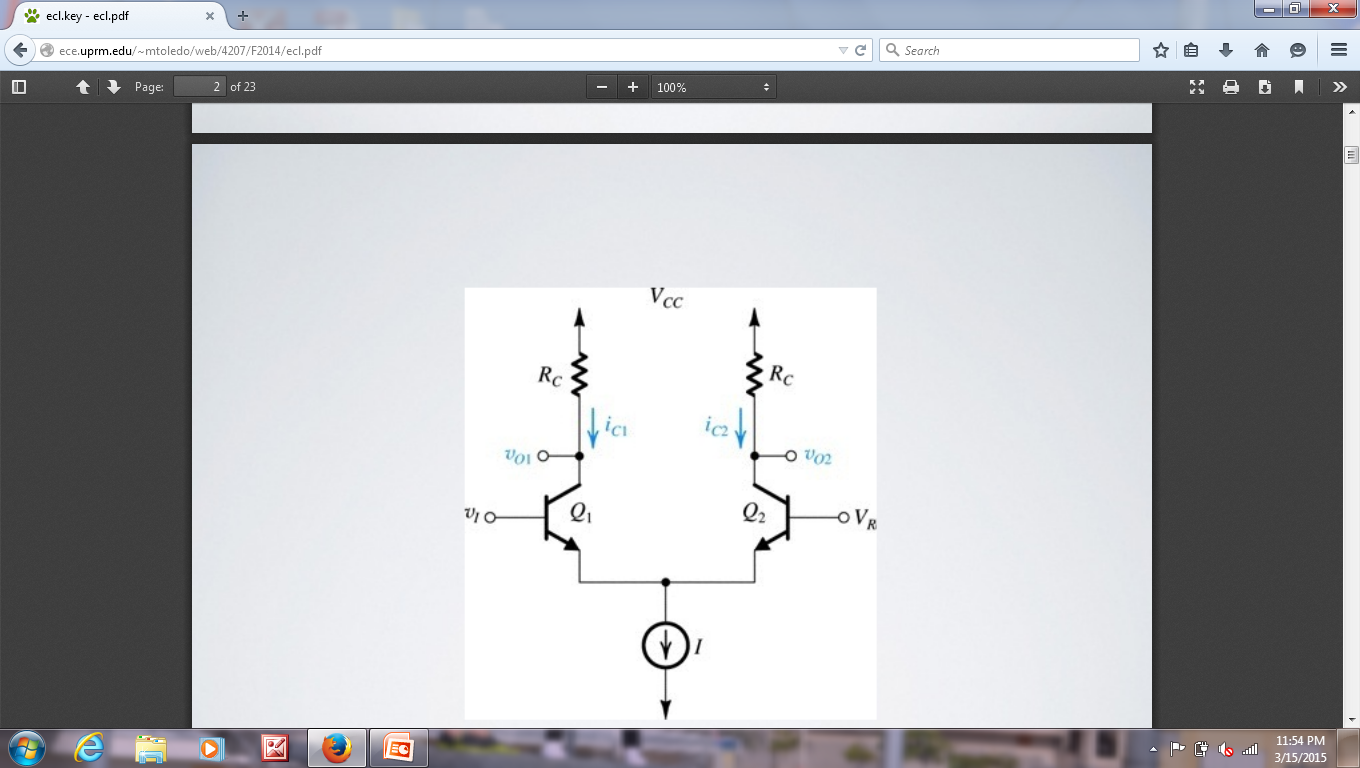 ecl.key - ecl.pdf
ece.uprm.edu/~mtoledo/web/4207/F2014/ecl.pdf
Search
Page: 2 of 23
100%
VCC
RC
RC
iC1
iC2
vO1
vO2
vI
Q1
Q2
VR
I
11:54 PM
3/15/2015